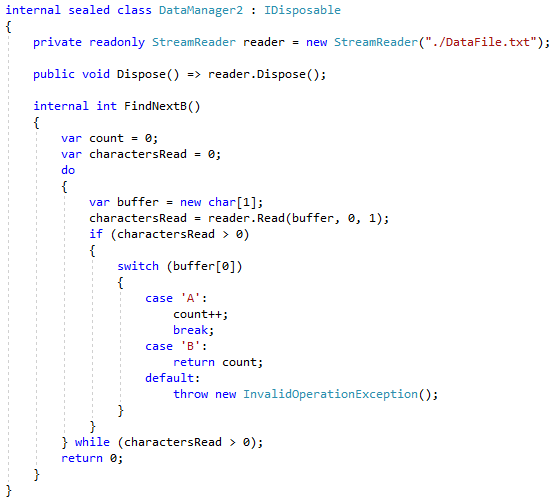 internal sealed class DataManager2 : IDisposable
{
    private readonly StreamReader reader = new StreamReader("./DataFile.txt");

    public void Dispose() => reader.Dispose();

    internal int FindNextB()
    {
        var count = 0;
        var charactersRead = 0;
        do
        {
            var buffer = new char[1];
            charactersRead = reader.Read(buffer, 0, 1);
            if (charactersRead > 0)
            {
                switch (buffer[0])
                {
                    case 'A':
                        count++;
                        break;
                    case 'B':
                        return count;
                    default:
                        throw new InvalidOperationException();
                }
            }
        } while (charactersRead > 0);
        return 0;
    }
}